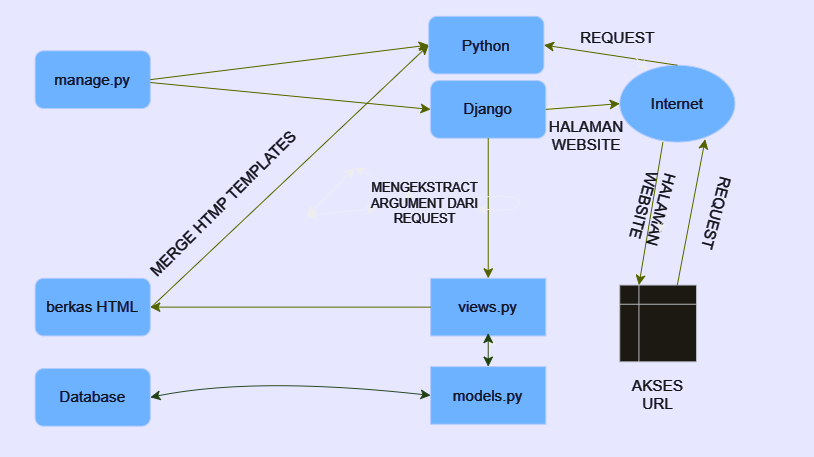 Python
REQUEST
manage.py
Django
Internet
HALAMAN
WEBSITE
MERGE HTMP TEMPLATES
MENGEKSTRACT
ARGUMENT DARI
REQUEST
HALAMAN
WEBSITE
REQUEST
berkas HTML
views.py
Database
models.py
AKSES
URL